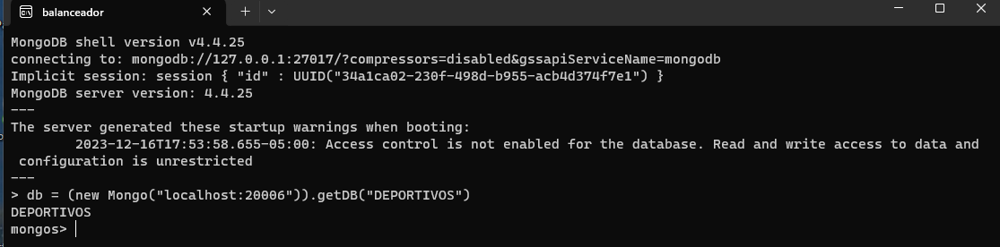 balanceador
MongoDB shell version v4.4.25
connecting to: mongodb://127.0.0.1:27017/?compressors=disabled&gssapiServiceName=mongodb
Implicit session: session { "id" : UUID("34a1ca02-230f-498d-b955-acb4d374f7e1") }
MongoDB server version: 4.4.25
---
The server generated these startup warnings when booting:
        2023-12-16T17:53:58.655-05:00: Access control is not enabled for the database. Read and write access to data and
 configuration is unrestricted
---
> db = (new Mongo("localhost:20006")).getDB("DEPORTIVOS")
DEPORTIVOS
mongos>